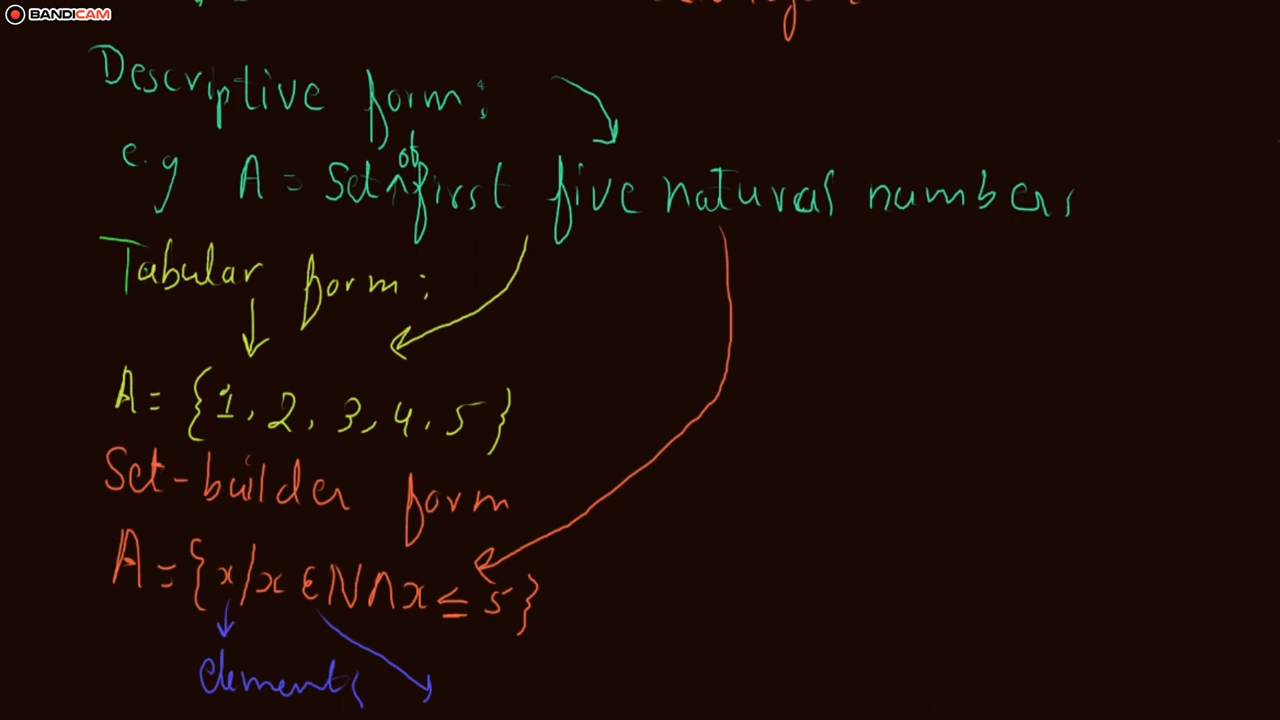 BANDICAM
Descriptive form:
e.g A = Set of first five natural numbers
Tabular form:
A = {1, 2, 3, 4, 5}
Set-builder form
A = {x/x ∈ N ∧ x ≤ 5}
elements